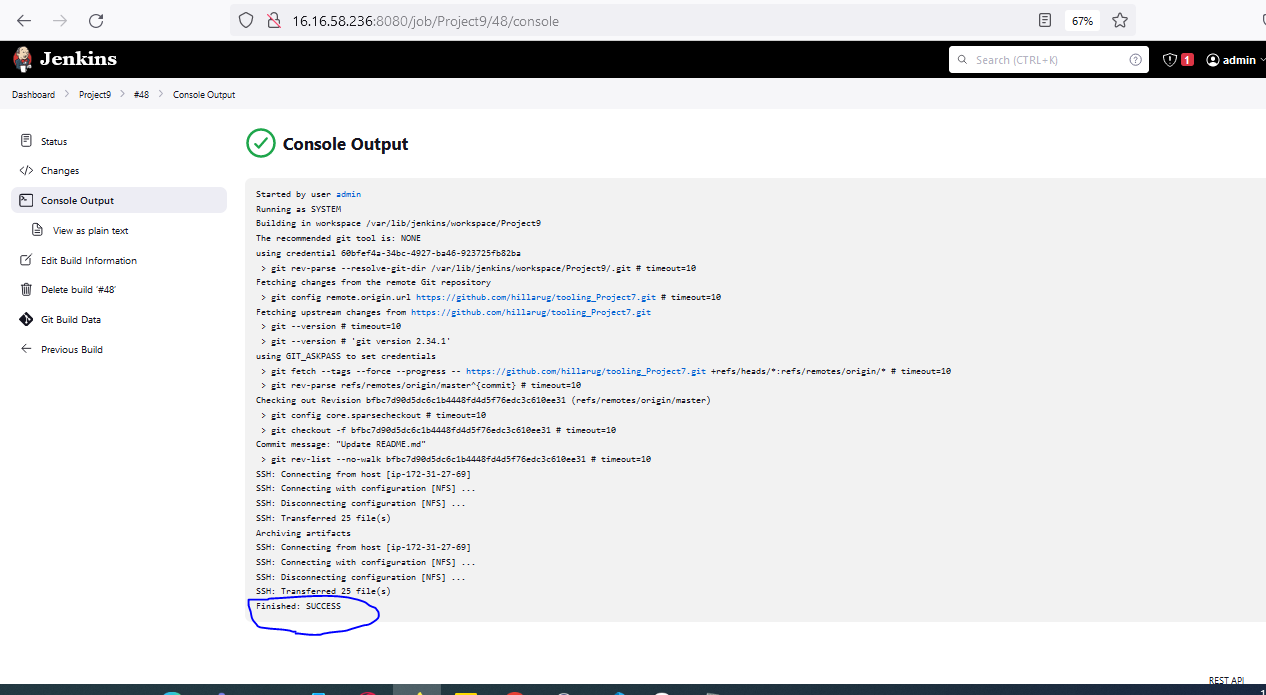 16.16.58.236:8080/job/Project9/48/console
67%
Jenkins
Search (CTRL+K)
1
admin
Dashboard
Project9
#48
Console Output
Status
Changes
Console Output
View as plain text
Edit Build Information
Delete build ‘#48’
Git Build Data
Previous Build
Console Output
Started by user admin
Running as SYSTEM
Building in workspace /var/lib/jenkins/workspace/Project9
The recommended git tool is: NONE
using credential 60bfef4a-34bc-4927-ba46-923725fb82ba
> git rev-parse --resolve-git-dir /var/lib/jenkins/workspace/Project9/.git # timeout=10
Fetching changes from the remote Git repository
> git config remote.origin.url https://github.com/hillarug/tooling_Project7.git # timeout=10
Fetching upstream changes from https://github.com/hillarug/tooling_Project7.git
> git --version # timeout=10
> git --version # 'git version 2.34.1'
using GIT_ASKPASS to set credentials
> git fetch --tags --force --progress -- https://github.com/hillarug/tooling_Project7.git +refs/heads/*:refs/remotes/origin/* # timeout=10
> git rev-parse refs/remotes/origin/master^{commit} # timeout=10
Checking out Revision bfbc7d90d5dc6c1b4448fd4d5f76edc3c610ee31 (refs/remotes/origin/master)
> git config core.sparsecheckout # timeout=10
> git checkout -f bfbc7d90d5dc6c1b4448fd4d5f76edc3c610ee31 # timeout=10
Commit message: "Update README.md"
> git rev-list --no-walk bfbc7d90d5dc6c1b4448fd4d5f76edc3c610ee31 # timeout=10
SSH: Connecting from host [ip-172-31-27-69]
SSH: Connecting with configuration [NFS] ...
SSH: Disconnecting configuration [NFS] ...
SSH: Transferred 25 file(s)
Archiving artifacts
SSH: Connecting from host [ip-172-31-27-69]
SSH: Connecting with configuration [NFS] ...
SSH: Disconnecting configuration [NFS] ...
SSH: Transferred 25 file(s)
Finished: SUCCESS
REST API